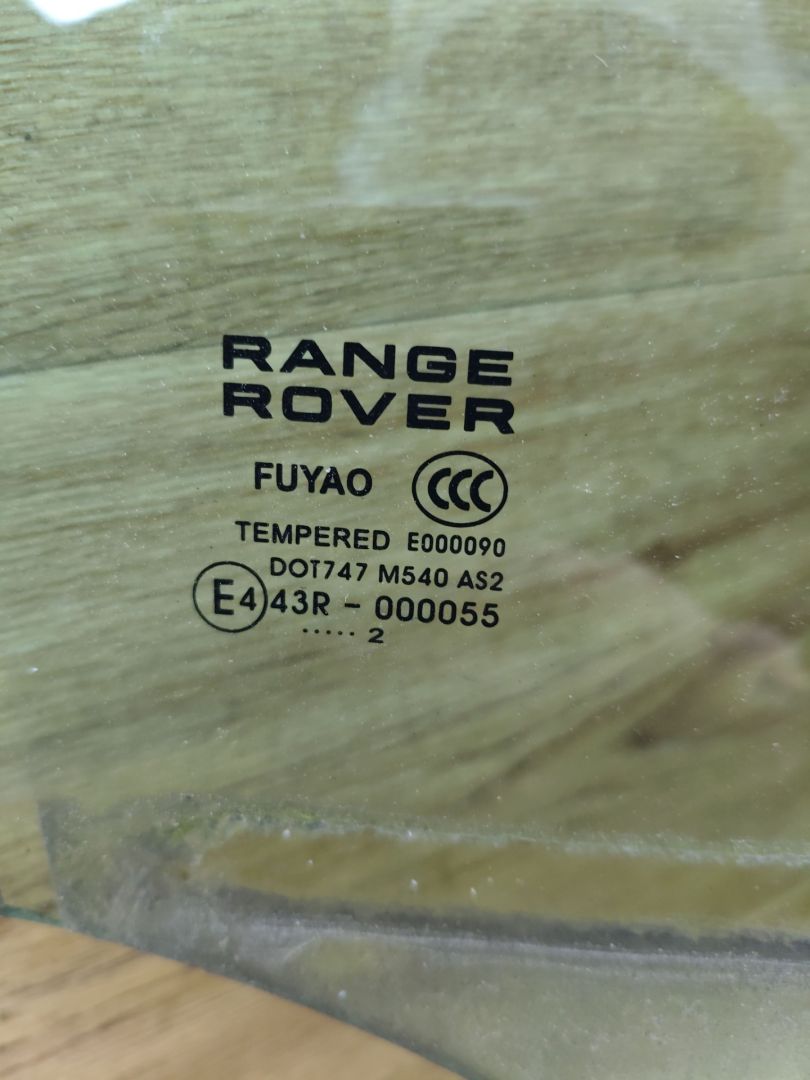 RANGE
ROVER
FUYAO CCC
TEMPERED E000090
DOT747 M540 AS2
E4 43R - 000055
..... 2